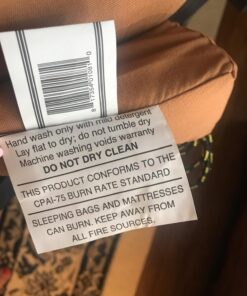 Hand wash only with mild detergent
Lay flat to dry; do not tumble dry
Machine washing voids warranty
DO NOT DRY CLEAN
THIS PRODUCT CONFORMS TO THE
CPAI-75 BURN RATE STANDARD
SLEEPING BAGS AND MATTRESSES
CAN BURN. KEEP AWAY FROM
ALL FIRE SOURCES.